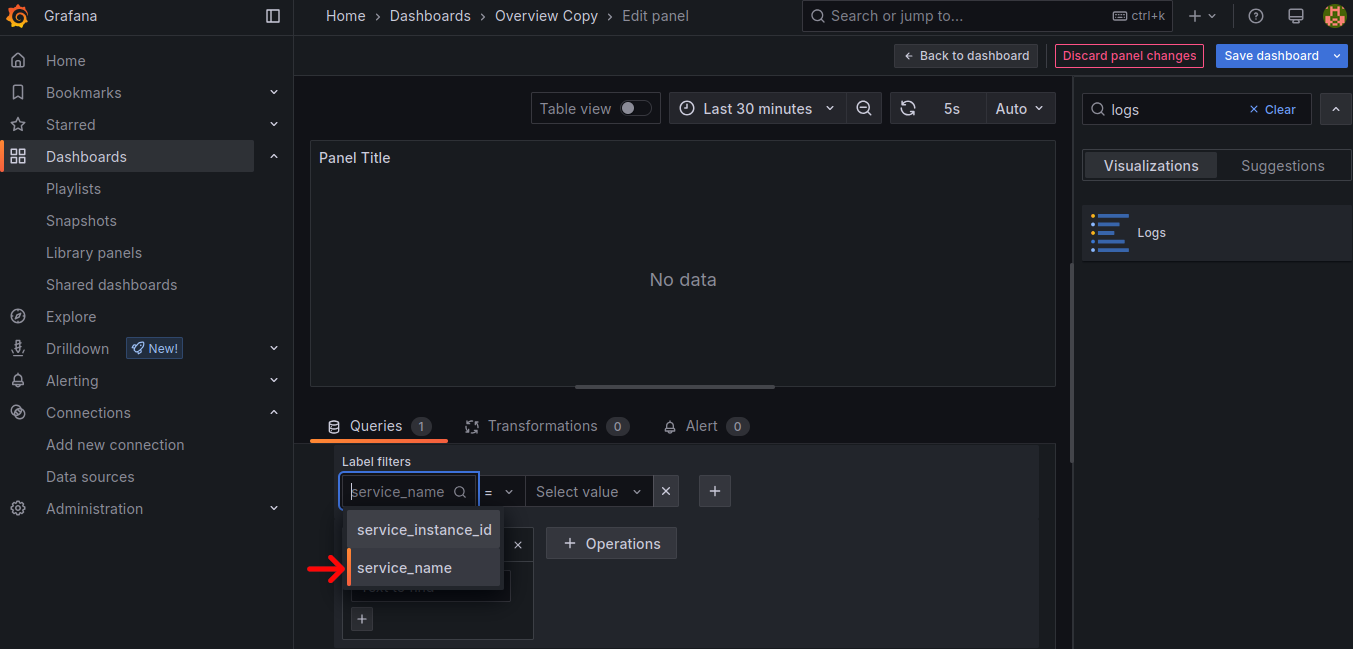 Grafana
Home › Dashboards › Overview Copy › Edit panel
Search or jump to...
ctrl+k
Back to dashboard
Discard panel changes
Save dashboard
Home
Bookmarks
Starred
Dashboards
Playlists
Snapshots
Library panels
Shared dashboards
Explore
Drilldown
New!
Alerting
Connections
Add new connection
Data sources
Administration
Table view
Last 30 minutes
5s
Auto
Panel Title
No data
Queries 1
Transformations 0
Alert 0
Label filters
service_name
=
Select value
service_instance_id
service_name
Operations
logs
Clear
Visualizations
Suggestions
Logs